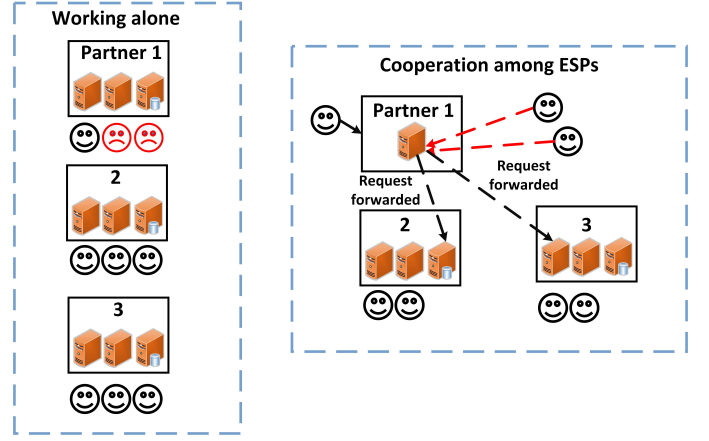 Working alone
Partner 1
2
3
Cooperation among ESPs
Partner 1
Request
forwarded
Request
forwarded
2
3